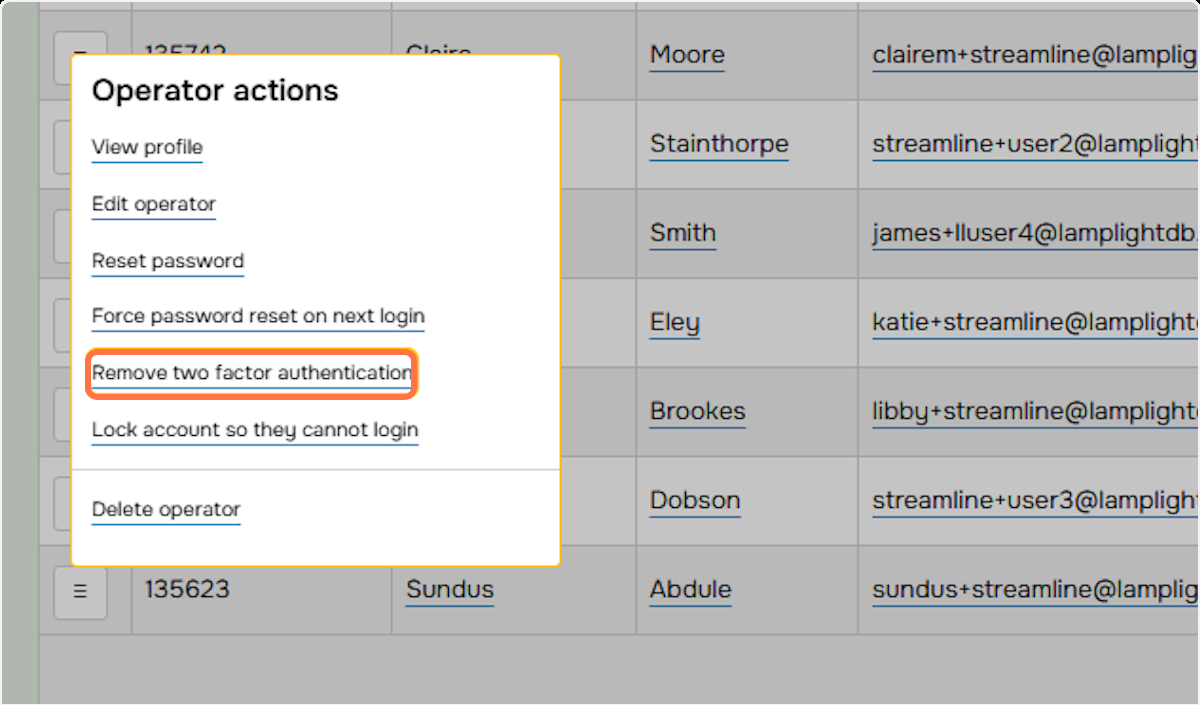 135742 Claire Moore clairem+streamline@lamplig
Operator actions
View profile
Stainthorpe streamline+user2@lamplight
Edit operator
Smith james+lluser4@lamplightdb.
Reset password
Force password reset on next login
Eley katie+streamline@lamplight
Remove two factor authentication
Brookes libby+streamline@lamplight
Lock account so they cannot login
Delete operator
Dobson streamline+user3@lamplight
135623 Sundus Abdule sundus+streamline@lamplig